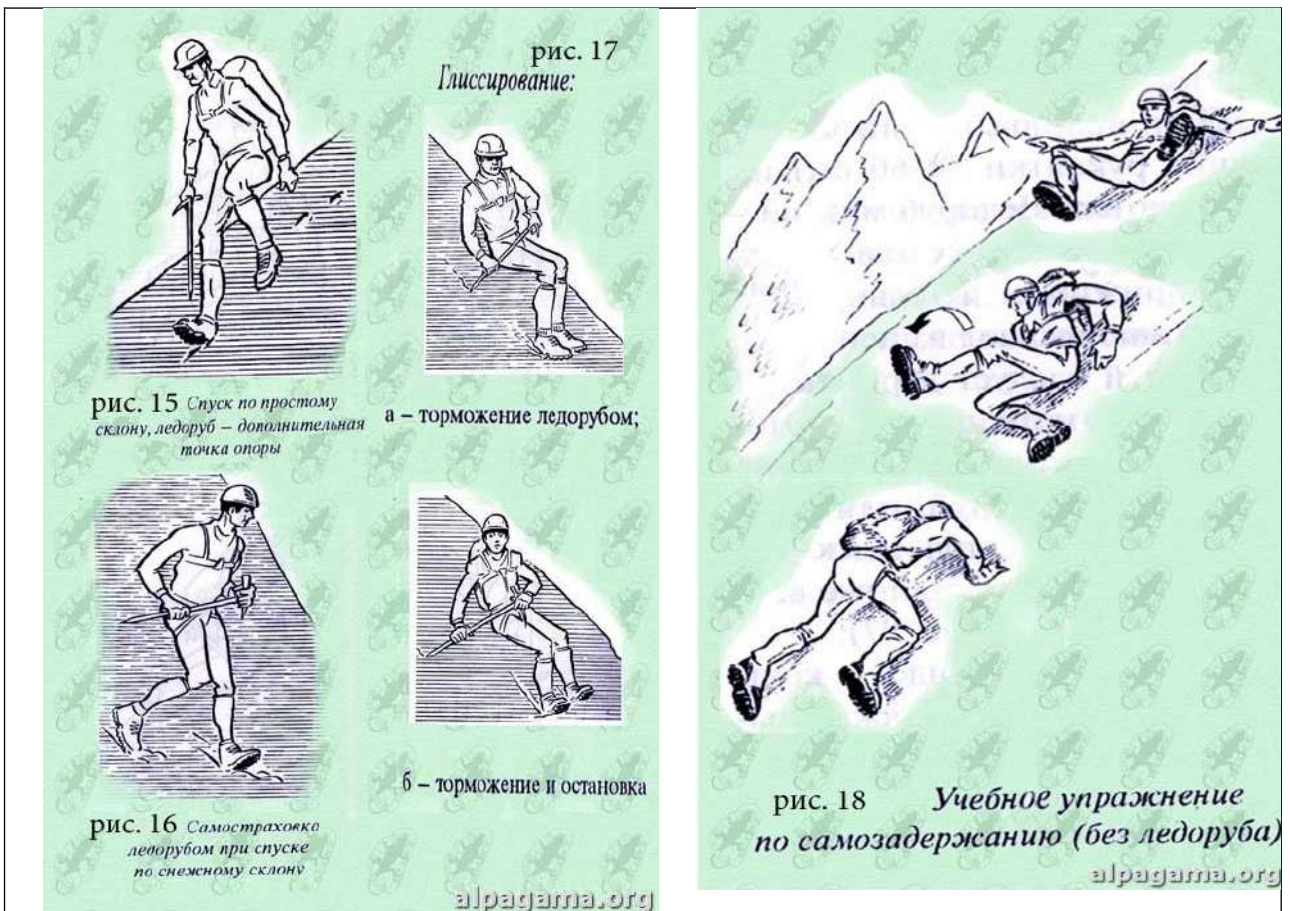 рис. 17
Глиссирование:
рис. 15 Спуск по простому
склону, ледоруб – дополнительная
точка опоры
а – торможение ледорубом;
б – торможение и остановка
рис. 16 Самостраховка
ледорубом при спуске
по снежному склону
alpagama.org
рис. 18 Учебное упражнение
по самозадержанию (без ледоруба)
alpagama.org